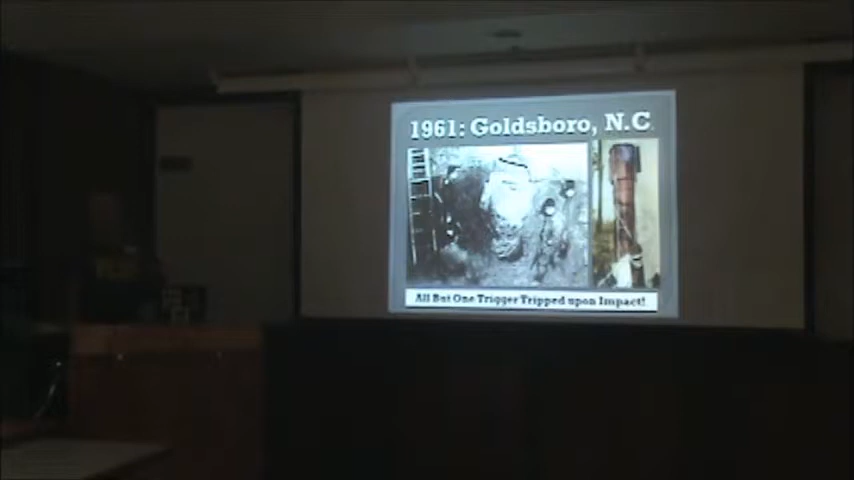 1961: Goldsboro, N.C.
All But One Trigger Tripped upon Impact!